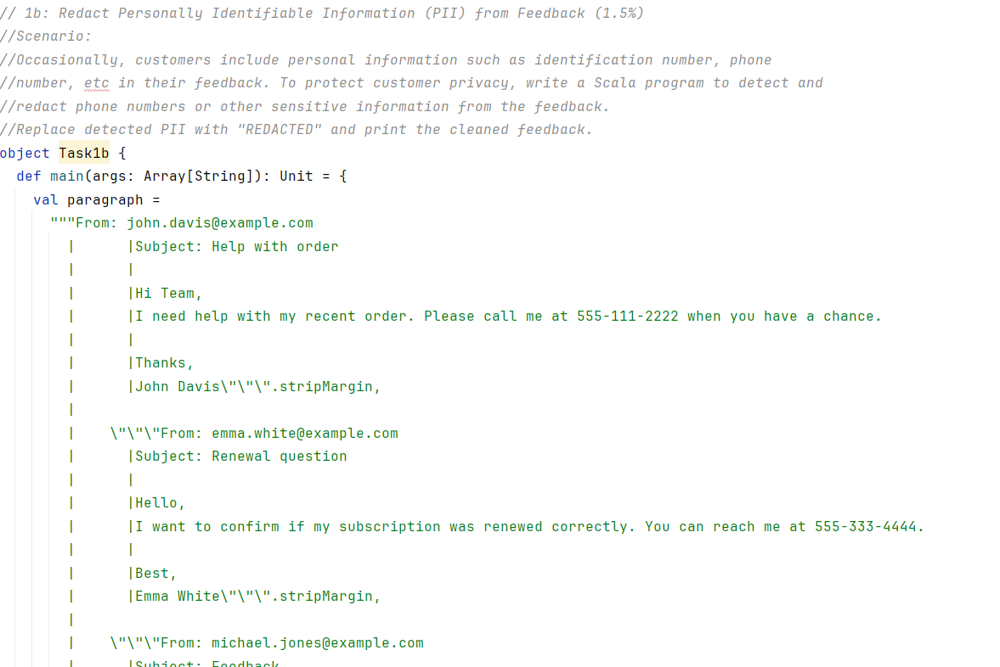 // 1b: Redact Personally Identifiable Information (PII) from Feedback (1.5%)
//Scenario:
//Occasionally, customers include personal information such as identification number, phone
//number, etc in their feedback. To protect customer privacy, write a Scala program to detect and
//redact phone numbers or other sensitive information from the feedback.
//Replace detected PII with "REDACTED" and print the cleaned feedback.
object Task1b {
  def main(args: Array[String]): Unit = {
    val paragraph =
      """From: john.davis@example.com
        |      |Subject: Help with order
        |      |
        |      |Hi Team,
        |      |I need help with my recent order. Please call me at 555-111-2222 when you have a chance.
        |      |
        |      |Thanks,
        |      |John Davis\"\"\".stripMargin,
        |
        |    \"\"\"From: emma.white@example.com
        |      |Subject: Renewal question
        |      |
        |      |Hello,
        |      |I want to confirm if my subscription was renewed correctly. You can reach me at 555-333-4444.
        |      |
        |      |Best,
        |      |Emma White\"\"\".stripMargin,
        |
        |    \"\"\"From: michael.jones@example.com
        |      |Subject: Feedback